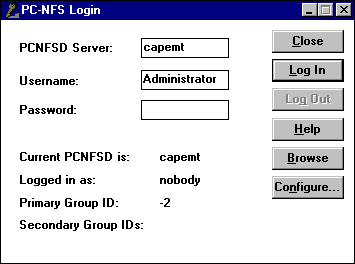 PC-NFS Login
PCNFSD Server: capemt
Close
Username: Administrator
Log In
Password:
Log Out
Help
Current PCNFSD is: capemt
Browse
Logged in as: nobody
Primary Group ID: -2
Configure...
Secondary Group IDs: